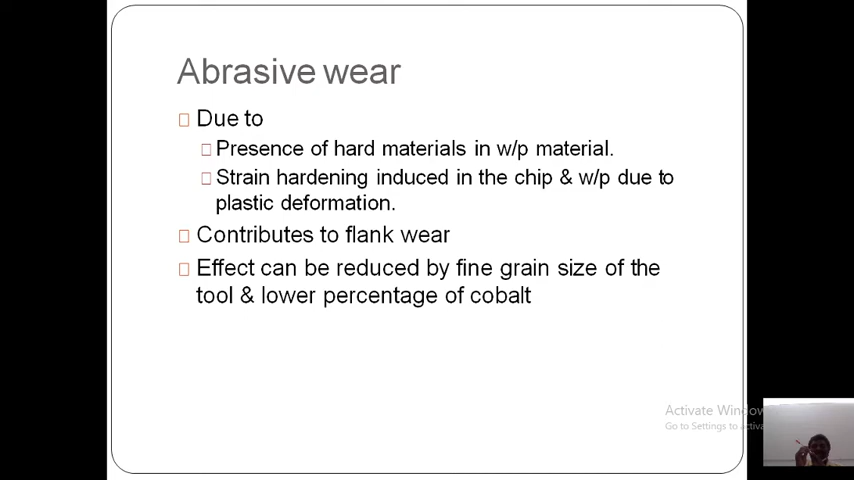 Abrasive wear
Due to
Presence of hard materials in w/p material.
Strain hardening induced in the chip & w/p due to
plastic deformation.
Contributes to flank wear
Effect can be reduced by fine grain size of the
tool & lower percentage of cobalt
Activate Window
Go to Settings to activa